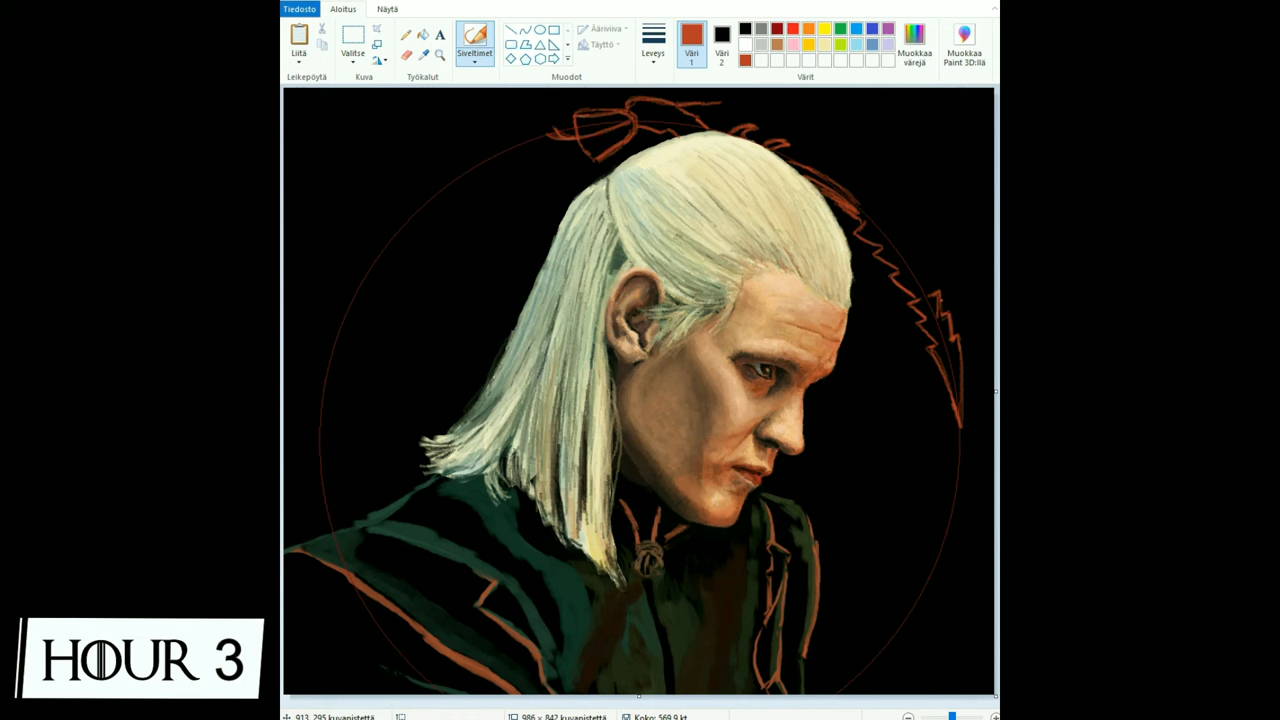 Tiedosto Aloitus Näytä
Liitä
Valitse
A
Siveltimet
Ääriviiva
Täyttö
Leveys
Väri
1
Väri
2
Muokkaa
värejä
Muokkaa
Paint 3D:llä
Leikepöytä Kuva Työkalut Muodot Värit
HOUR 3
913, 295 kuvapistettä 986 × 842 kuvapistettä Koko: 569,9 kt